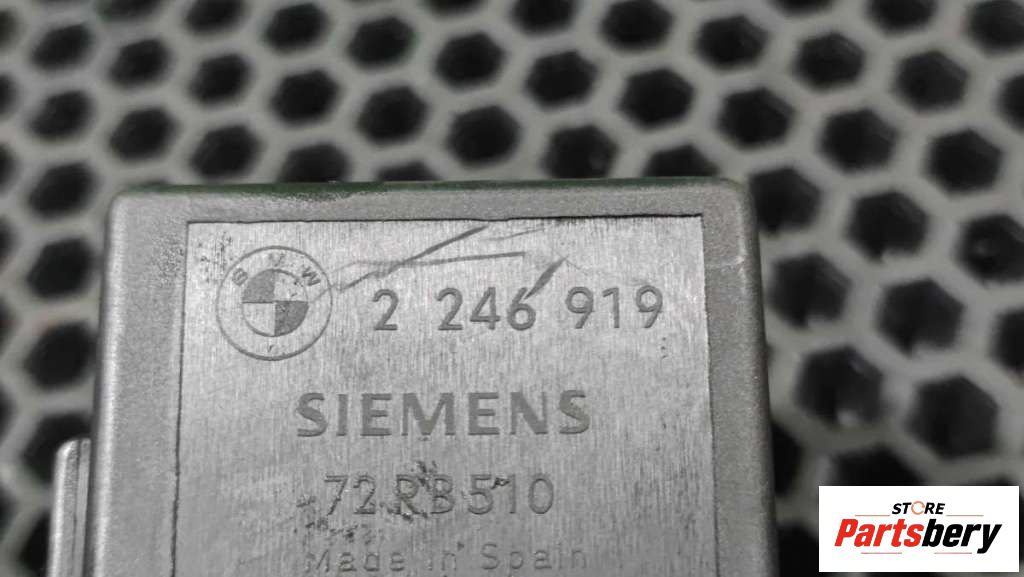 BMW
2 246 919
SIEMENS
72RB510
Made in Spain
STORE
Partsbery